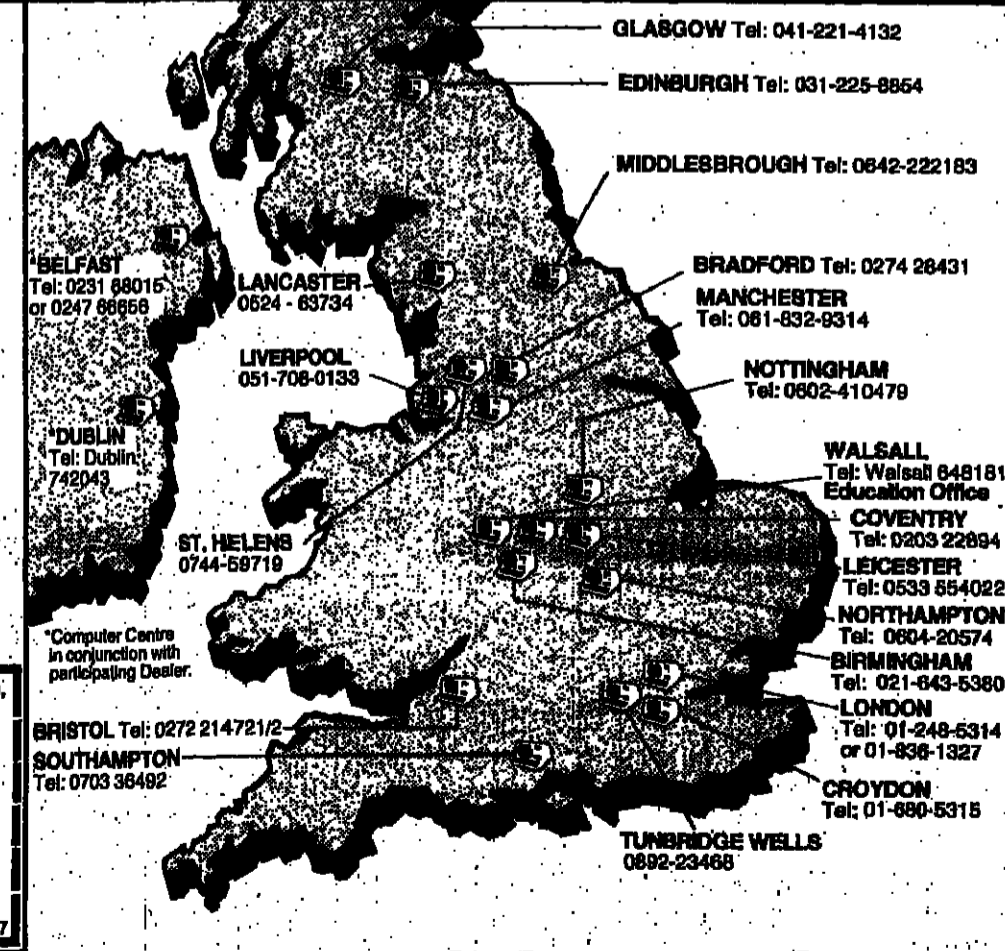 GLASGOW Tel: 041-221-4132
EDINBURGH Tel: 031-225-8854
MIDDLESBROUGH Tel: 0642-222183
*BELFAST
Tel: 0231 88015
or 0247 66656
LANCASTER
0524 - 63734
BRADFORD Tel: 0274 26431
MANCHESTER
Tel: 061-832-9314
LIVERPOOL
051-706-0133
NOTTINGHAM
Tel: 0602-410479
*DUBLIN
Tel: Dublin
742043
WALSALL
Tel: Walsall 648181
Education Office
ST. HELENS
0744-59719
COVENTRY
Tel: 0203 22894
LEICESTER
Tel: 0533 554022
NORTHAMPTON
Tel: 0604-20574
*Computer Centre
in conjunction with
participating Dealer.
BIRMINGHAM
Tel: 021-643-5380
LONDON
Tel: 01-248-5314
or 01-836-1327
BRISTOL Tel: 0272 214721/2
SOUTHAMPTON
Tel: 0703 36492
CROYDON
Tel: 01-680-5315
TUNBRIDGE WELLS
0892-23468
7